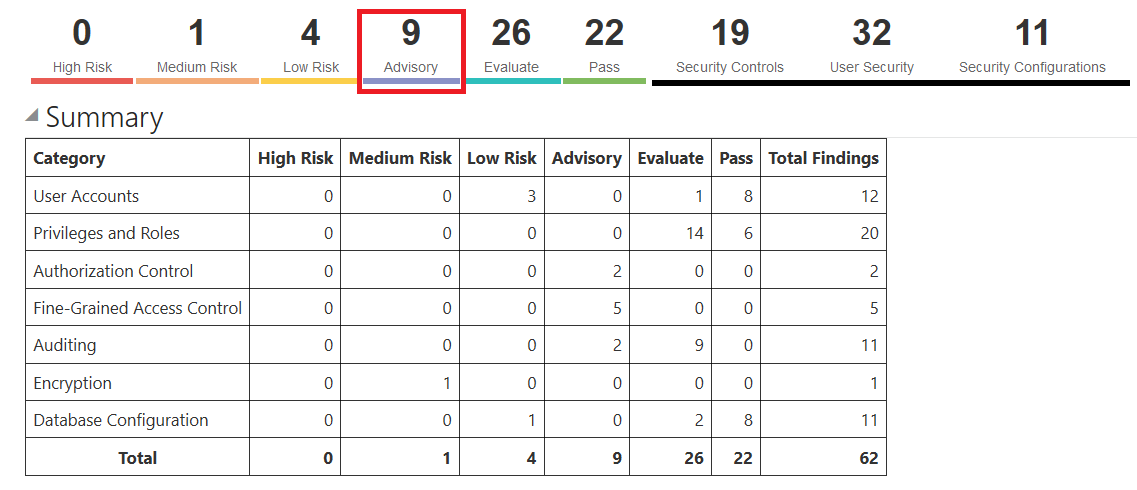 0 1 4 9 26 22 19 32 11
High Risk Medium Risk Low Risk Advisory Evaluate Pass Security Controls User Security Security Configurations
Summary
Category High Risk Medium Risk Low Risk Advisory Evaluate Pass Total Findings
User Accounts 0 0 3 0 1 8 12
Privileges and Roles 0 0 0 0 14 6 20
Authorization Control 0 0 0 2 0 0 2
Fine-Grained Access Control 0 0 0 5 0 0 5
Auditing 0 0 0 2 9 0 11
Encryption 0 1 0 0 0 0 1
Database Configuration 0 0 1 0 2 8 11
Total 0 1 4 9 26 22 62